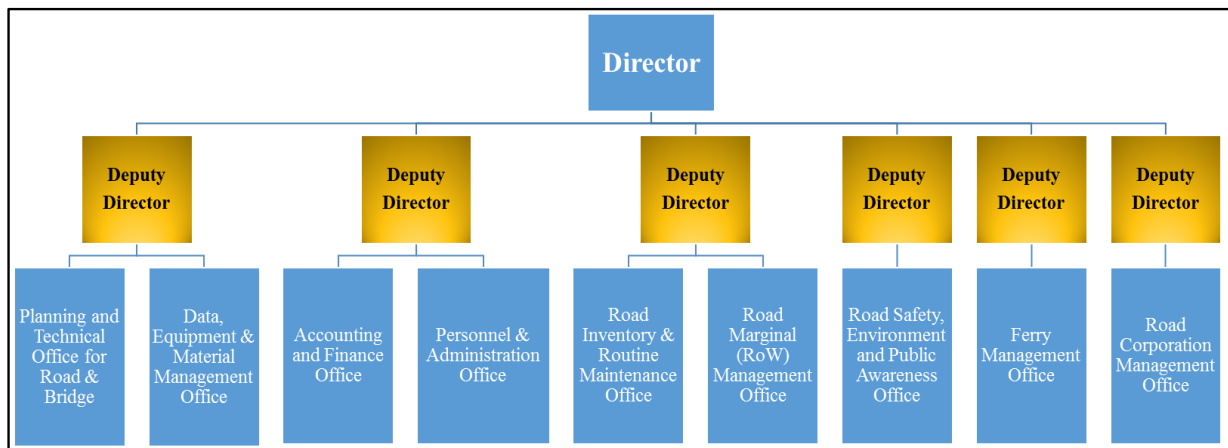 Director
Deputy
Director
Deputy
Director
Deputy
Director
Deputy
Director
Deputy
Director
Deputy
Director
Planning and
Technical
Office for
Road &
Bridge
Data,
Equipment &
Material
Management
Office
Accounting
and Finance
Office
Personnel &
Administration
Office
Road
Inventory &
Routine
Maintenance
Office
Road
Marginal
(RoW)
Management
Office
Road Safety,
Environment
and Public
Awareness
Office
Ferry
Management
Office
Road
Corporation
Management
Office